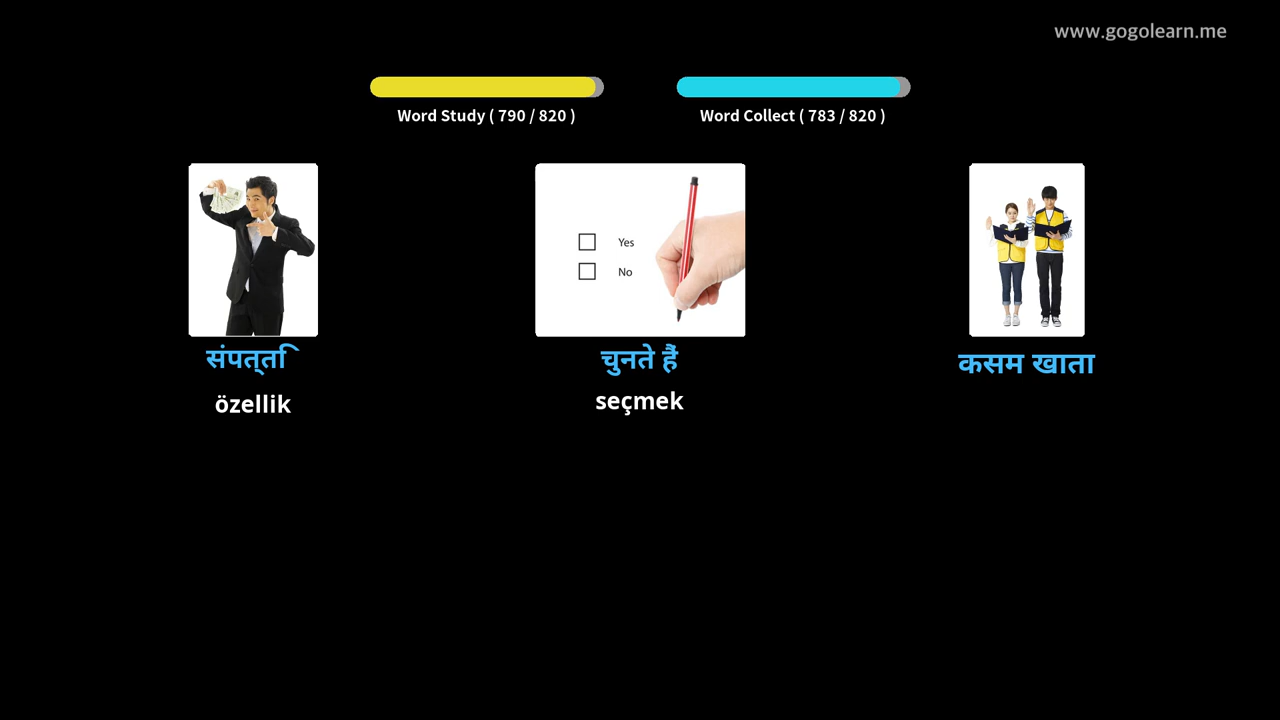 www.gogolearn.me
Word Study ( 790 / 820 )
Word Collect ( 783 / 820 )
Yes
No
संपत्ति
özellik
चुनते हैं
seçmek
कसम खाता